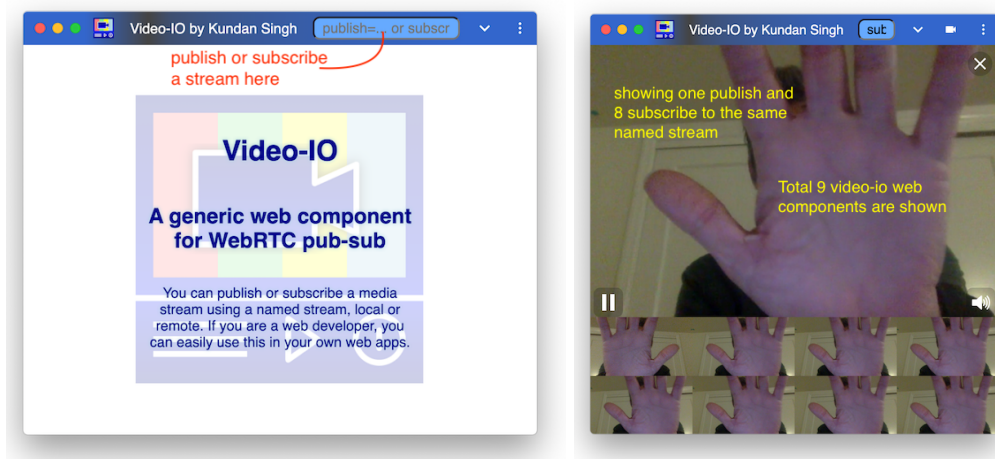 Video-IO by Kundan Singh
publish=... or subscr
publish or subscribe
a stream here
Video-IO
A generic web component
for WebRTC pub-sub
You can publish or subscribe a media
stream using a named stream, local or
remote. If you are a web developer, you
can easily use this in your own web apps.
Video-IO by Kundan Singh
sub
showing one publish and
8 subscribe to the same
named stream
Total 9 video-io web
components are shown